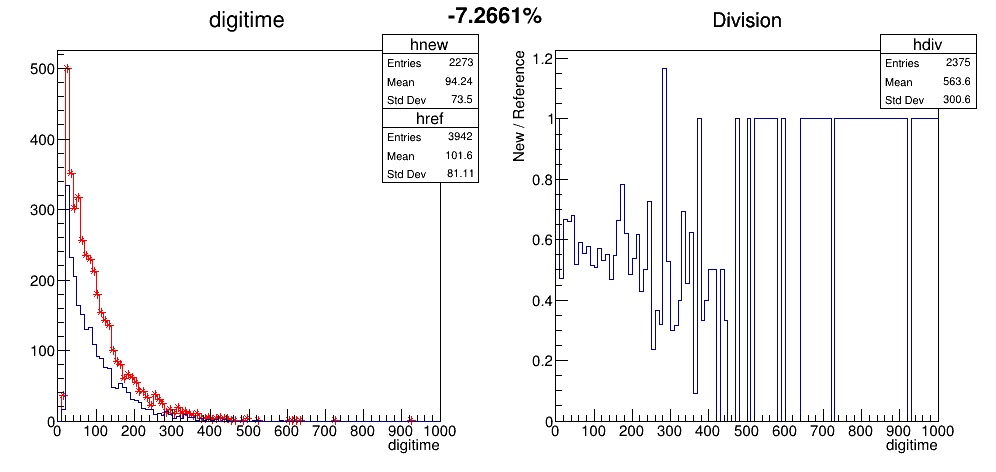 -7.2661%
digitime
hnew
Entries 2273
Mean 94.24
Std Dev 73.5
href
Entries 3942
Mean 101.6
Std Dev 81.11
500
400
300
200
100
0
0 100 200 300 400 500 600 700 800 900 1000
digitime
Division
hdiv
Entries 2375
Mean 563.6
Std Dev 300.6
New / Reference
1.2
1
0.8
0.6
0.4
0.2
0
0 100 200 300 400 500 600 700 800 900 1000
digitime